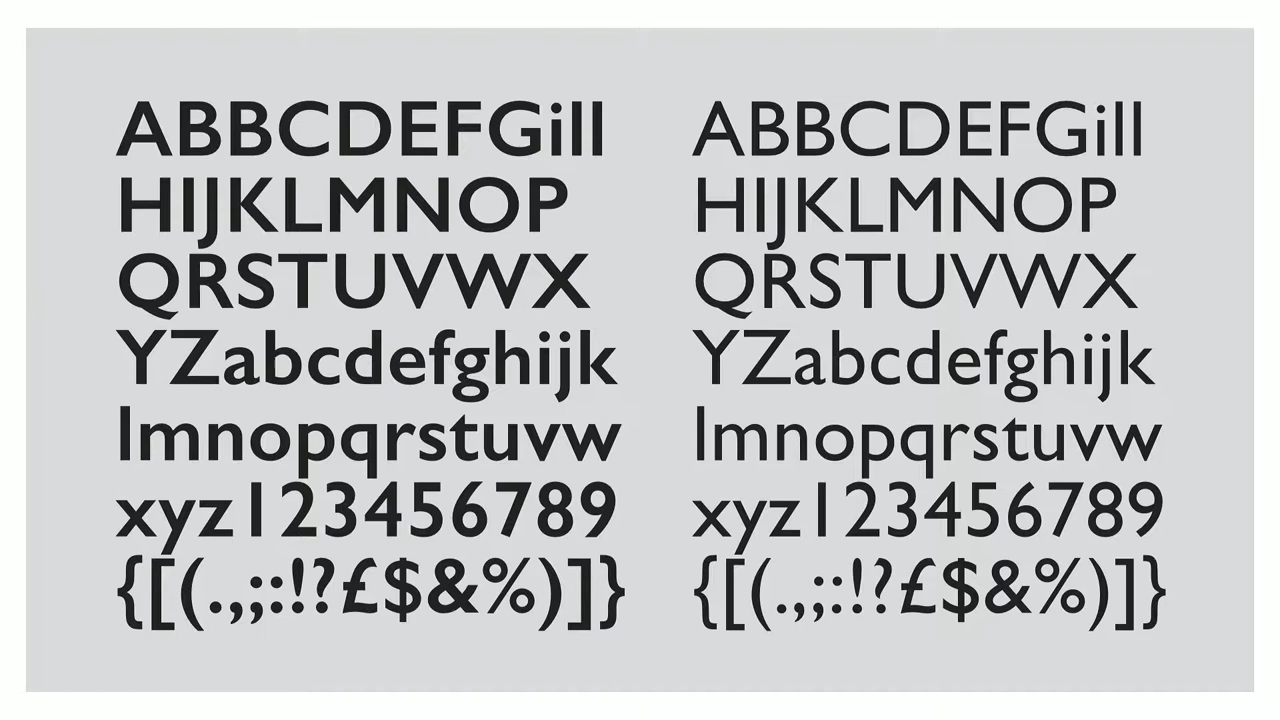 ABBCDEFGill
HIJKLMNOP
QRSTUVWX
YZabcdefghijk
lmnopqrstuvw
xyz123456789
{[(.,;:!?£$&%)]}
ABBCDEFGill
HIJKLMNOP
QRSTUVWX
YZabcdefghijk
lmnopqrstuvw
xyz123456789
{[(.,;:!?£$&%)]}